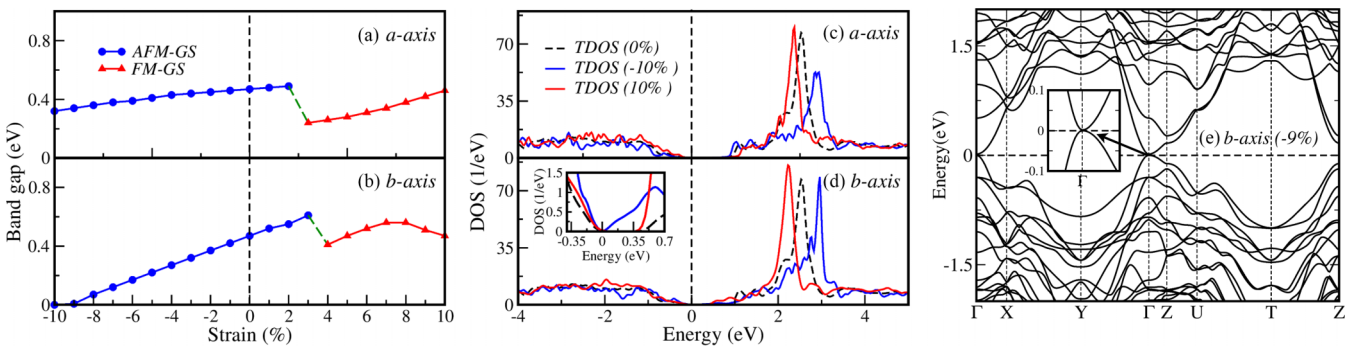 (a) a-axis
AFM-GS
FM-GS
0.8
0.4
0
(b) b-axis
0.8
0.4
0
Band gap (eV)
-10 -8 -6 -4 -2 0 2 4 6 8 10
Strain (%)
(c) a-axis
TDOS (0%)
TDOS (-10% )
TDOS (10% )
70
35
0
(d) b-axis
70
35
0
DOS (1/eV)
1.5
1
0.5
0
DOS (1/eV)
-0.35 0 0.35 0.7
Energy (eV)
-4 -2 0 2 4
Energy (eV)
1.5
0
-1.5
Energy(eV)
0.1
0
-0.1
Γ
(e) b-axis (-9%)
Γ X Y Γ Z U T Z